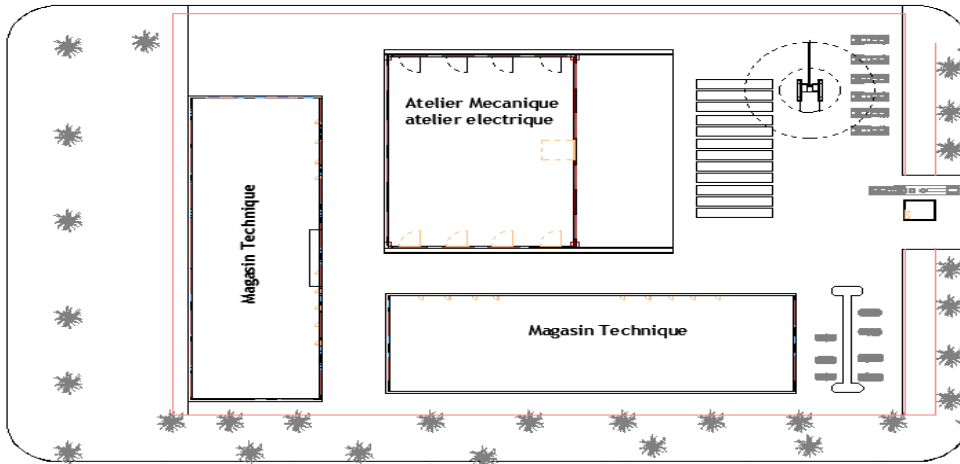 Atelier Mecanique
atelier electrique
Magasin Technique
Magasin Technique